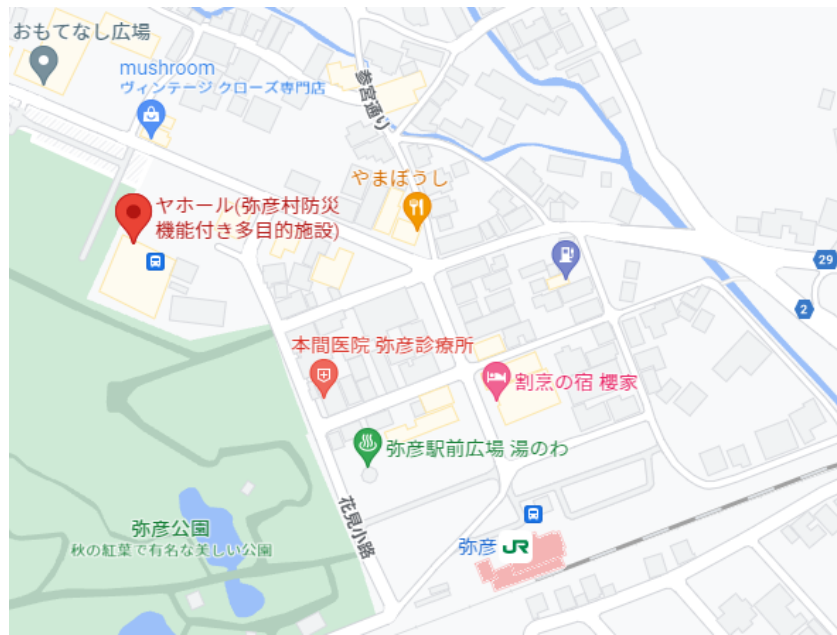 おもてなし広場
mushroom
ヴィンテージ クローズ専門店
参宮通り
やまぼうし
ヤホール(弥彦村防災
機能付き多目的施設)
29
2
本間医院 弥彦診療所
割烹の宿 櫻家
弥彦駅前広場 湯のわ
花見小路
弥彦公園
秋の紅葉で有名な美しい公園
弥彦 JR